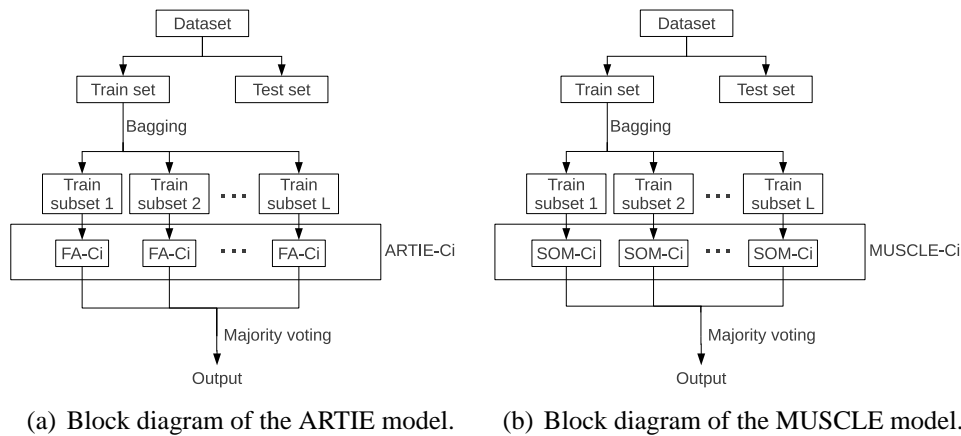 Dataset
Train set
Test set
Bagging
Train
subset 1
Train
subset 2
Train
subset L
FA-Ci
FA-Ci
FA-Ci
ARTIE-Ci
Majority voting
Output
(a) Block diagram of the ARTIE model.
Dataset
Train set
Test set
Bagging
Train
subset 1
Train
subset 2
Train
subset L
SOM-Ci
SOM-Ci
SOM-Ci
MUSCLE-Ci
Majority voting
Output
(b) Block diagram of the MUSCLE model.